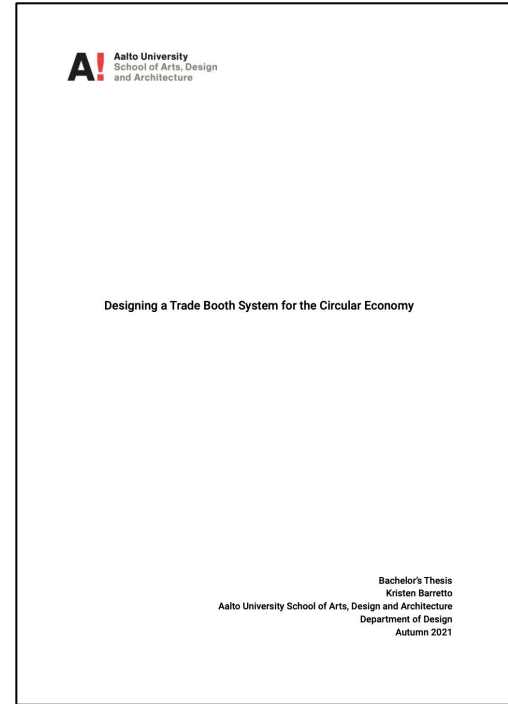 A!
Aalto University
School of Arts, Design
and Architecture
Designing a Trade Booth System for the Circular Economy
Bachelor's Thesis
Kristen Barretto
Aalto University School of Arts, Design and Architecture
Department of Design
Autumn 2021